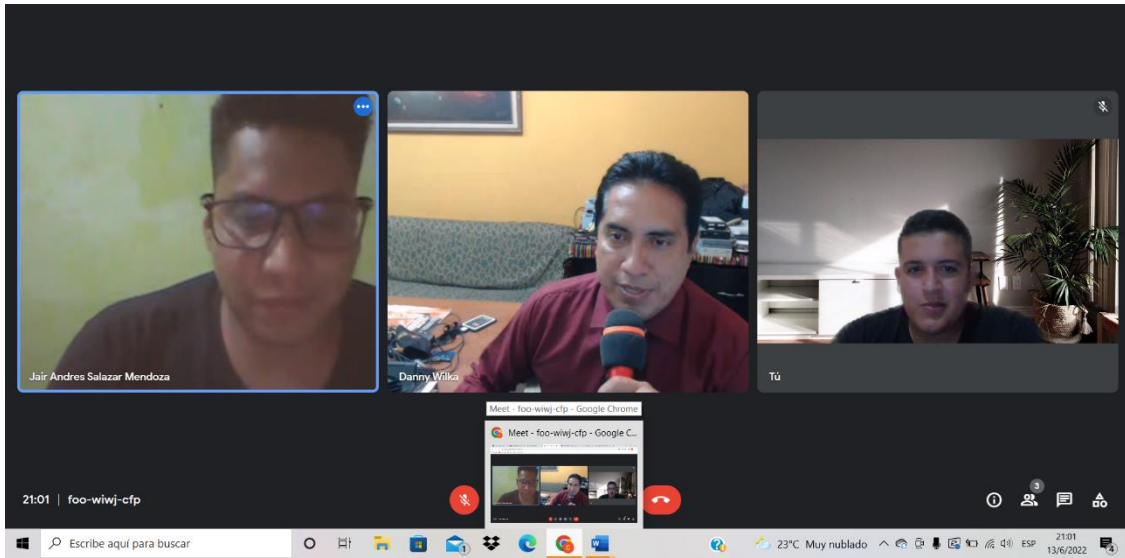 Jair Andres Salazar Mendoza
Danny Wilka
Tú
Meet - foo-wiwj-cfp - Google Chrome
Meet - foo-wiwj-cfp - Google C...
21:01 | foo-wiwj-cfp
3
Escribe aquí para buscar
1
23°C Muy nublado
ESP
21:01
13/6/2022
4